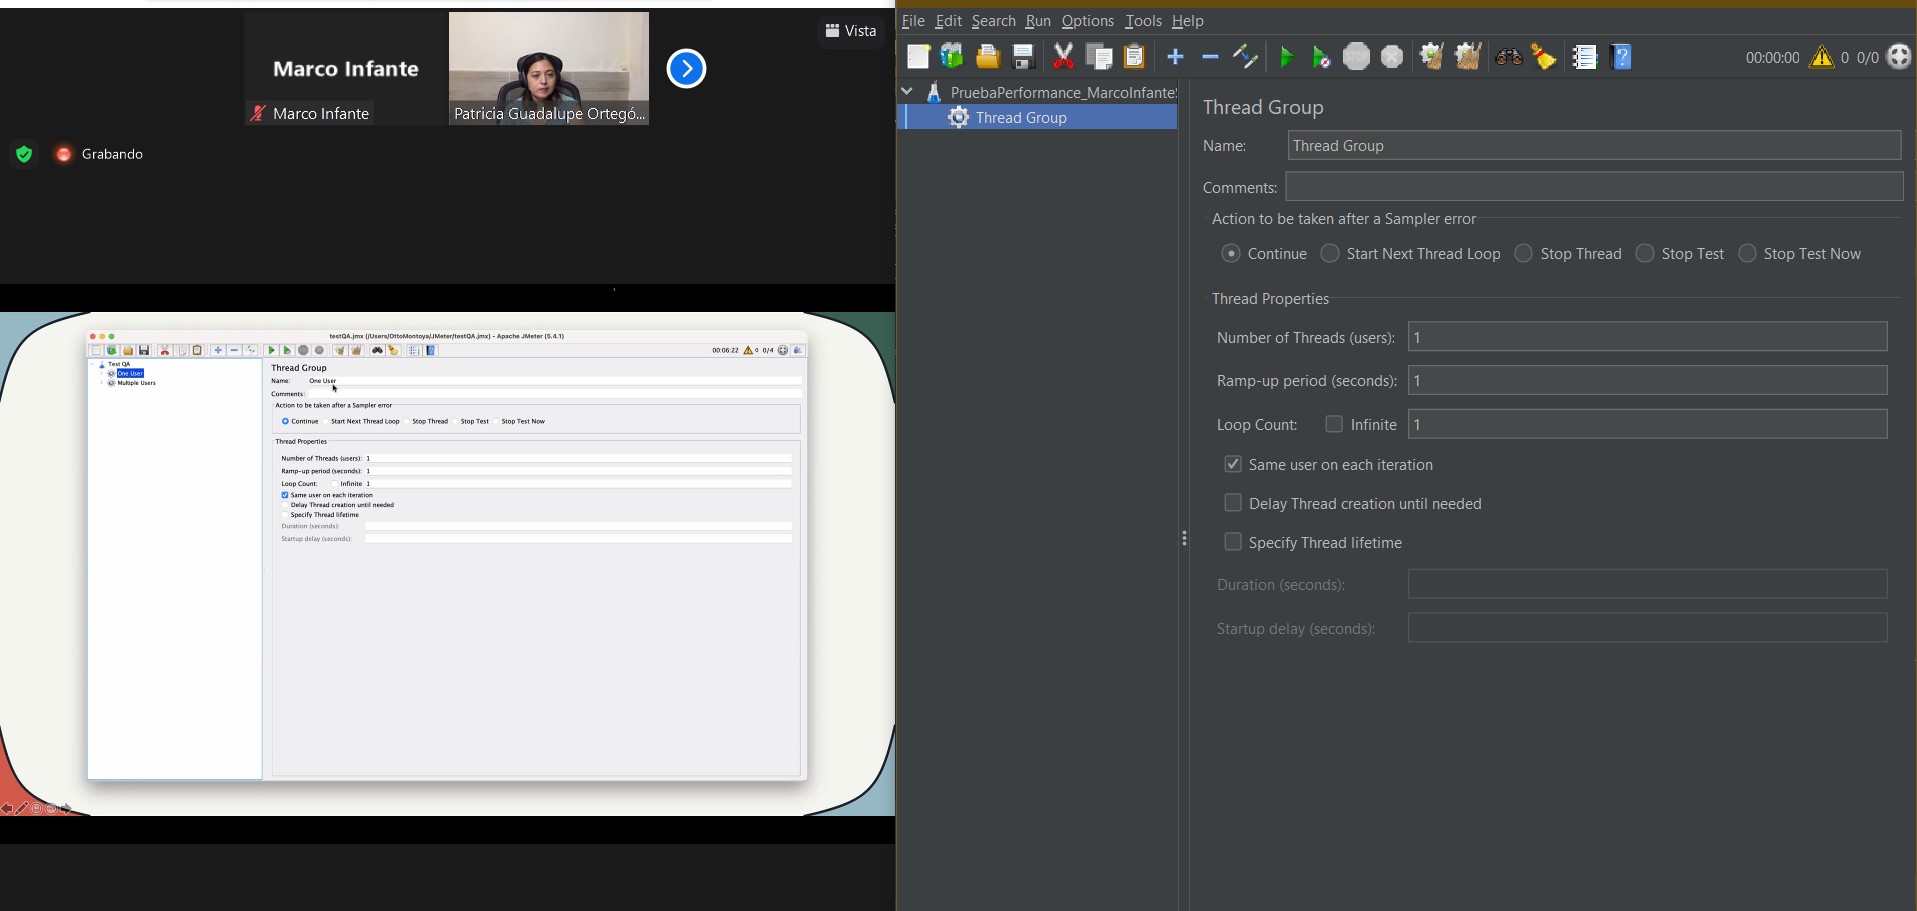 Marco Infante
Marco Infante
Patricia Guadalupe Ortegó...
Vista
Grabando
testQA.jmx (/Users/OttoMontoya/JMeter/testQA.jmx) - Apache JMeter (5.4.1)
00:06:22 0 0/4
Test QA
One User
Multiple Users
Thread Group
Name: One User
Comments:
Action to be taken after a Sampler error
Continue Start Next Thread Loop Stop Thread Stop Test Stop Test Now
Thread Properties
Number of Threads (users): 1
Ramp-up period (seconds): 1
Loop Count: Infinite 1
Same user on each iteration
Delay Thread creation until needed
Specify Thread lifetime
Duration (seconds):
Startup delay (seconds):
File Edit Search Run Options Tools Help
STOP
00:00:00 0 0/0
PruebaPerformance_MarcoInfante
Thread Group
Thread Group
Name: Thread Group
Comments:
Action to be taken after a Sampler error
Continue Start Next Thread Loop Stop Thread Stop Test Stop Test Now
Thread Properties
Number of Threads (users): 1
Ramp-up period (seconds): 1
Loop Count: Infinite 1
Same user on each iteration
Delay Thread creation until needed
Specify Thread lifetime
Duration (seconds):
Startup delay (seconds):